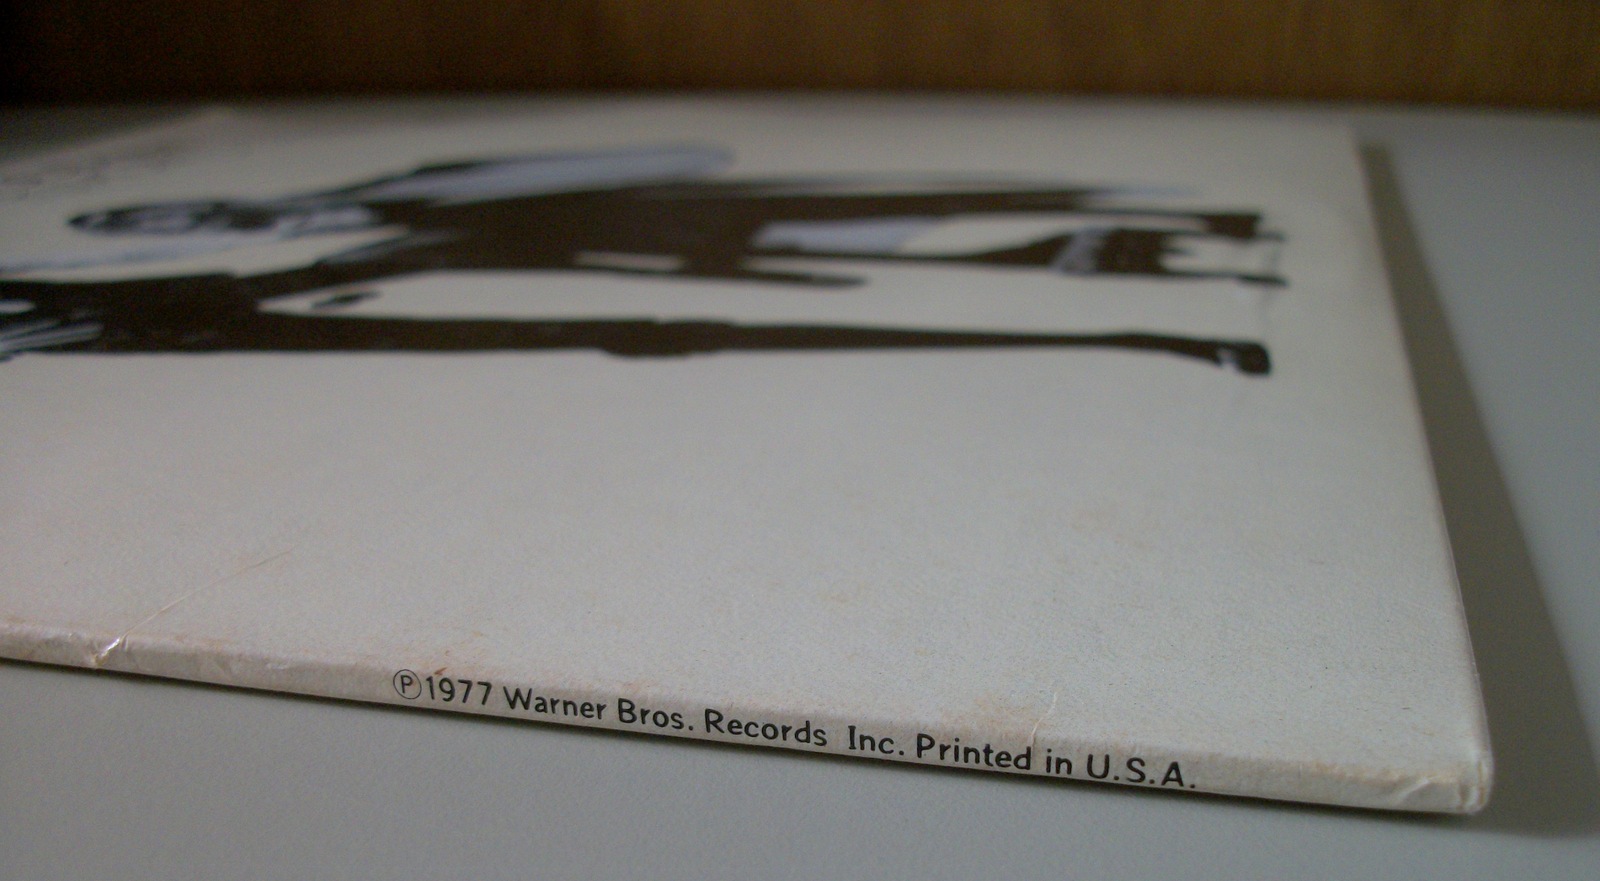 Ⓟ1977 Warner Bros. Records Inc. Printed in U.S.A.